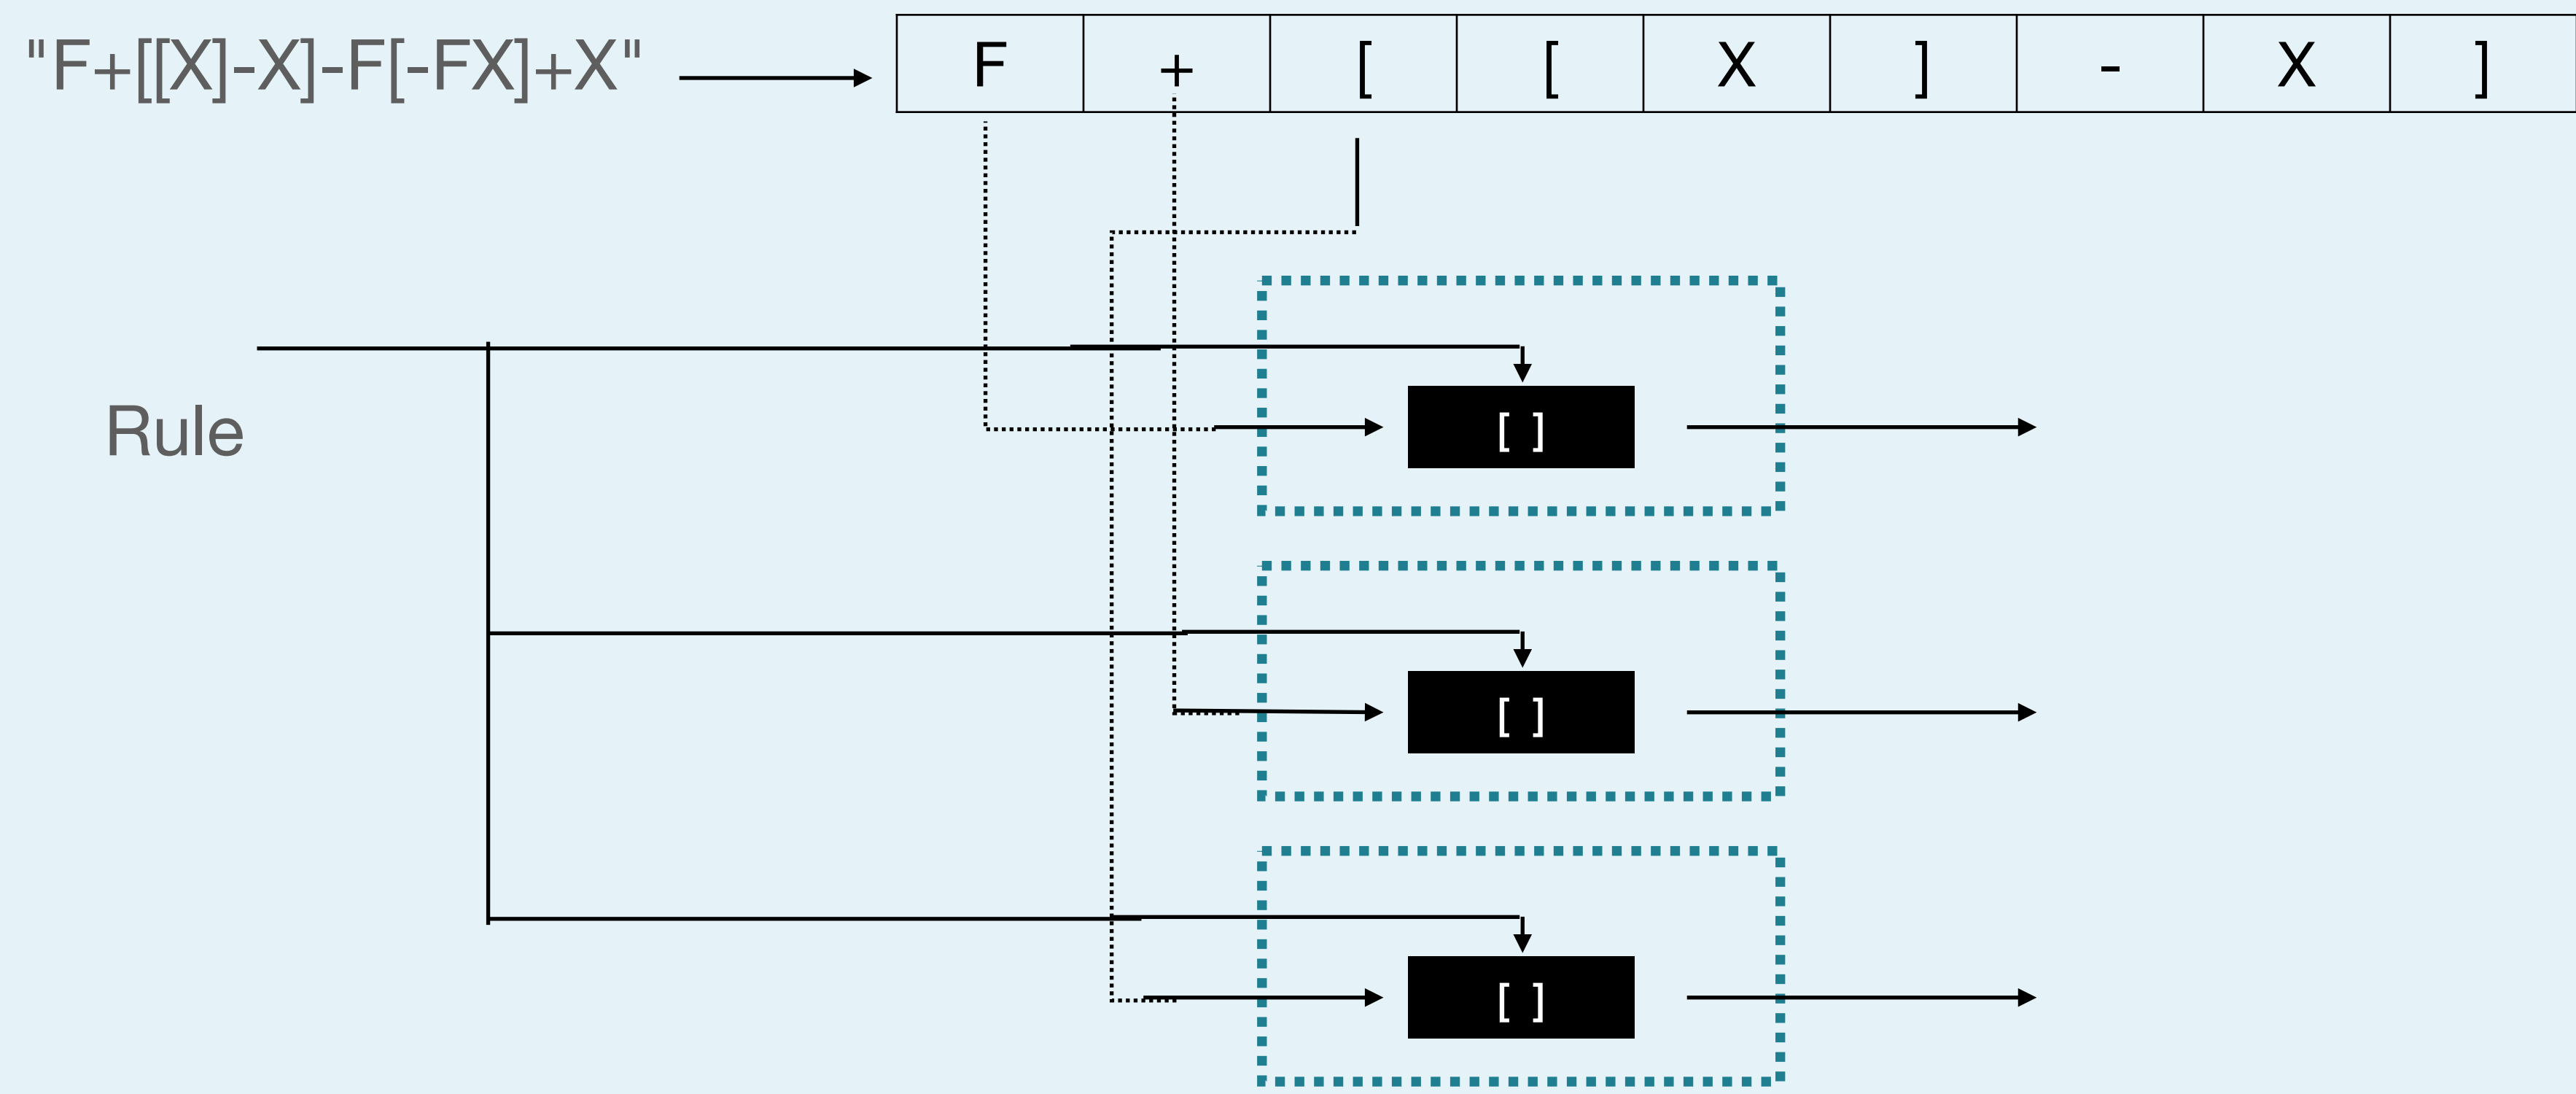 "F+[[X]-X]-F[-FX]+X" F + [ [ X ] - X ]
Rule
[ ]
[ ]
[ ]